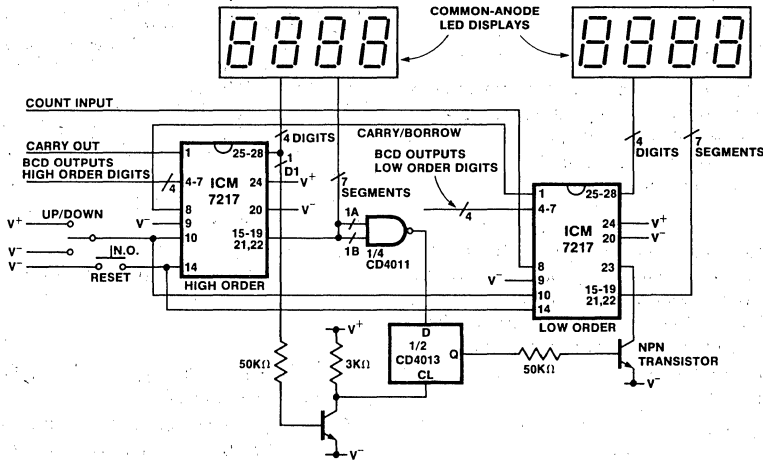 COMMON-ANODE
LED DISPLAYS
COUNT INPUT
CARRY OUT
BCD OUTPUTS
HIGH ORDER DIGITS
4
4
DIGITS
1
D1
CARRY/BORROW
BCD OUTPUTS
LOW ORDER DIGITS
4
7
SEGMENTS
4
DIGITS
7
SEGMENTS
1
25-28
ICM
7217
4-7
24
V+
8
20
V-
V-
9
10
15-19
21,22
14
HIGH ORDER
V+
UP/DOWN
V-
V-
N.O.
RESET
1A
1B
1/4
CD4011
1
25-28
4-7
ICM
7217
24
V+
20
V-
8
23
V-
9
10
15-19
21,22
14
LOW ORDER
D
1/2
CD4013
Q
CL
50KΩ
V+
3KΩ
V-
50KΩ
NPN
TRANSISTOR
V-